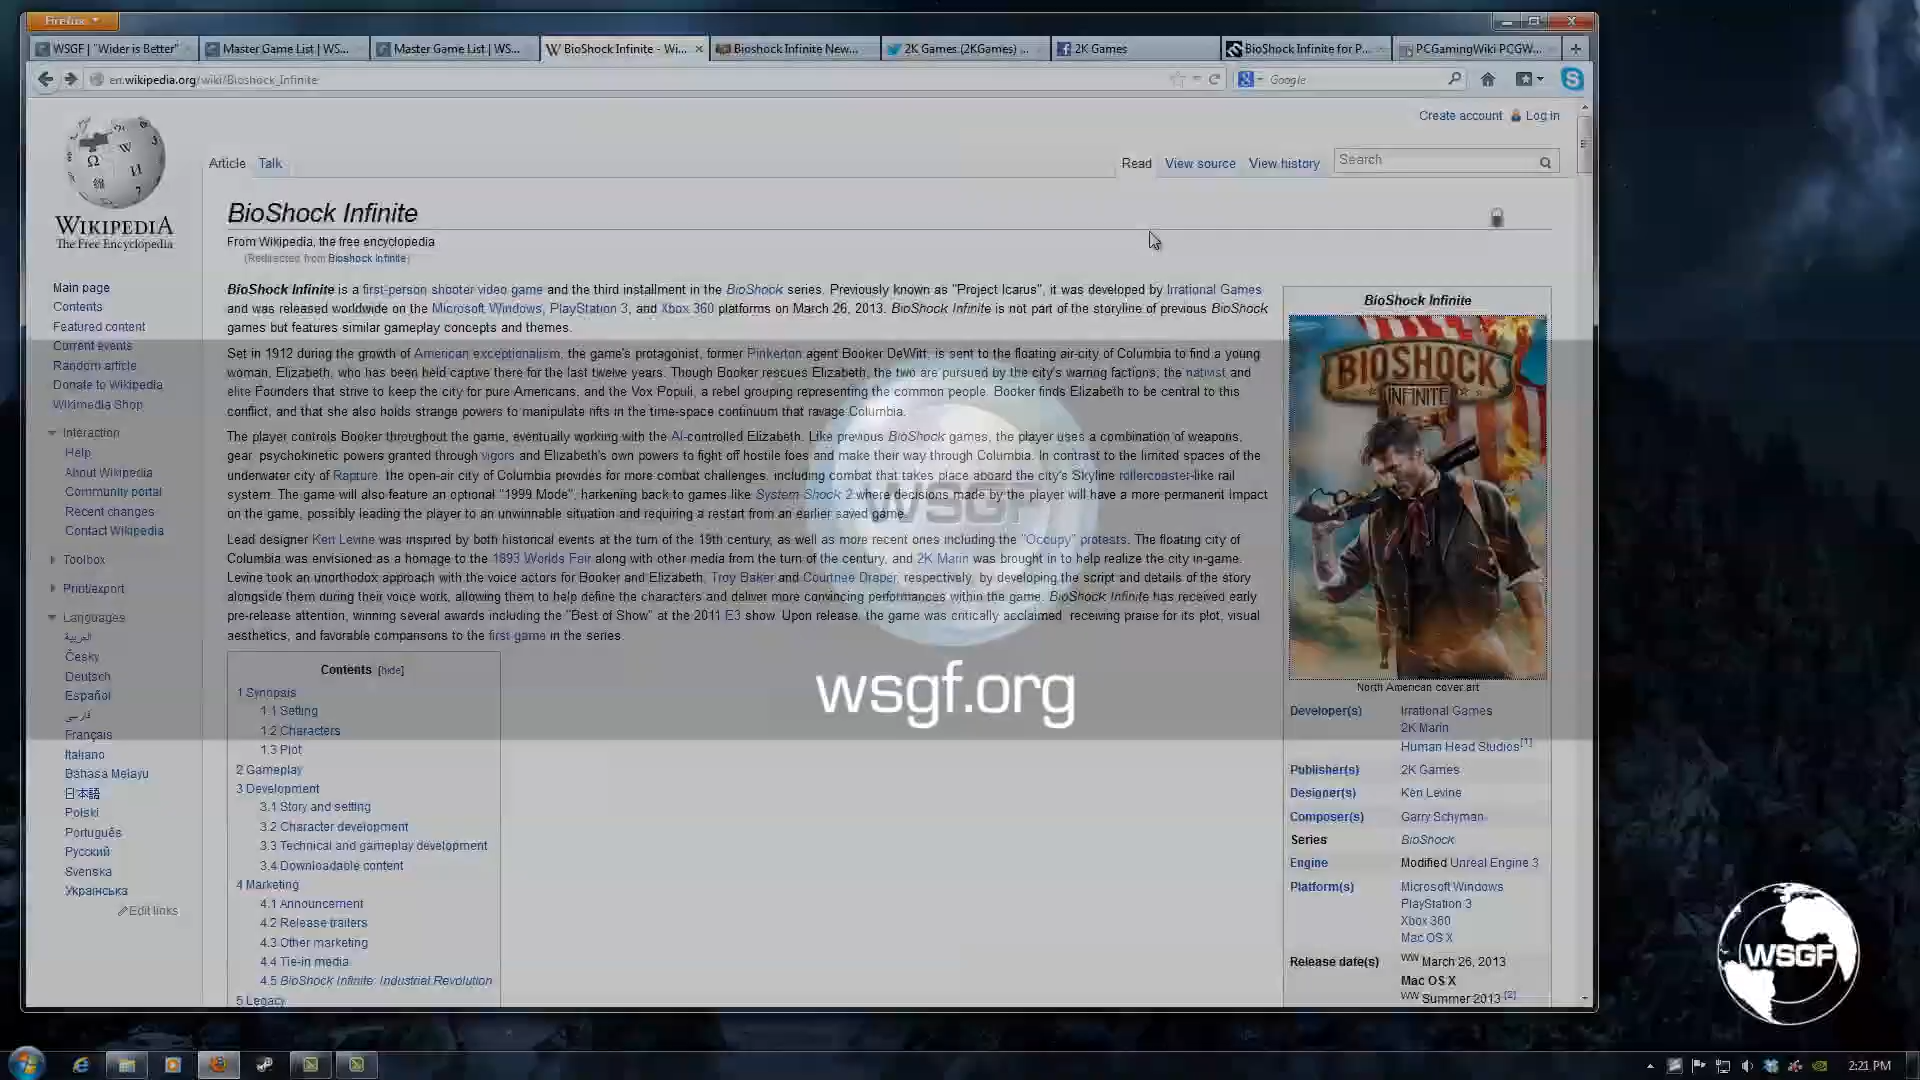 Firefox
WSGF | "Wider is Better"
Master Game List | WS...
Master Game List | WS...
W BioShock Infinite - Wi...
Bioshock Infinite New...
2K Games (2KGames) ...
2K Games
BioShock Infinite for P...
PCGamingWiki PCGW...
en.wikipedia.org/wiki/Bioshock_Infinite
Google
Create account
Log in
Article
Talk
Read
View source
View history
Search
WIKIPEDIA
The Free Encyclopedia
Main page
Contents
Featured content
Current events
Random article
Donate to Wikipedia
Wikimedia Shop
Interaction
Help
About Wikipedia
Community portal
Recent changes
Contact Wikipedia
Toolbox
Print/export
Languages
العربية
Česky
Deutsch
Español
فارسی
Français
Italiano
Bahasa Melayu
日本語
Polski
Português
Русский
Svenska
Українська
Edit links
BioShock Infinite
From Wikipedia, the free encyclopedia
(Redirected from Bioshock Infinite)
BioShock Infinite is a first-person shooter video game and the third installment in the BioShock series. Previously known as "Project Icarus", it was developed by Irrational Games
and was released worldwide on the Microsoft Windows, PlayStation 3, and Xbox 360 platforms on March 26, 2013. BioShock Infinite is not part of the storyline of previous BioShock
games but features similar gameplay concepts and themes.
Set in 1912 during the growth of American exceptionalism, the game's protagonist, former Pinkerton agent Booker DeWitt, is sent to the floating air-city of Columbia to find a young
woman, Elizabeth, who has been held captive there for the last twelve years. Though Booker rescues Elizabeth, the two are pursued by the city's warring factions, the nativist and
elite Founders that strive to keep the city for pure Americans, and the Vox Populi, a rebel grouping representing the common people. Booker finds Elizabeth to be central to this
conflict, and that she also holds strange powers to manipulate rifts in the time-space continuum that ravage Columbia.
The player controls Booker throughout the game, eventually working with the AI-controlled Elizabeth. Like previous BioShock games, the player uses a combination of weapons,
gear, psychokinetic powers granted through vigors and Elizabeth's own powers to fight off hostile foes and make their way through Columbia. In contrast to the limited spaces of the
underwater city of Rapture, the open-air city of Columbia provides for more combat challenges, including combat that takes place aboard the city's Skyline rollercoaster-like rail
system. The game will also feature an optional "1999 Mode", harkening back to games like System Shock 2 where decisions made by the player will have a more permanent impact
on the game, possibly leading the player to an unwinnable situation and requiring a restart from an earlier saved game.
Lead designer Ken Levine was inspired by both historical events at the turn of the 19th century, as well as more recent ones including the "Occupy" protests. The floating city of
Columbia was envisioned as a homage to the 1893 Worlds Fair along with other media from the turn of the century, and 2K Marin was brought in to help realize the city in-game.
Levine took an unorthodox approach with the voice actors for Booker and Elizabeth, Troy Baker and Courtnee Draper, respectively, by developing the script and details of the story
alongside them during their voice work, allowing them to help define the characters and deliver more convincing performances within the game. BioShock Infinite has received early
pre-release attention, winning several awards including the "Best of Show" at the 2011 E3 show. Upon release, the game was critically acclaimed, receiving praise for its plot, visual
aesthetics, and favorable comparisons to the first game in the series.
WSGF
wsgf.org
Contents [hide]
1 Synopsis
1.1 Setting
1.2 Characters
1.3 Plot
2 Gameplay
3 Development
3.1 Story and setting
3.2 Character development
3.3 Technical and gameplay development
3.4 Downloadable content
4 Marketing
4.1 Announcement
4.2 Release trailers
4.3 Other marketing
4.4 Tie-in media
4.5 BioShock Infinite: Industrial Revolution
5 Legacy
BioShock Infinite
BIOSHOCK
INFINITE
North American cover art
Developer(s) Irrational Games
2K Marin
Human Head Studios[1]
Publisher(s) 2K Games
Designer(s) Ken Levine
Composer(s) Garry Schyman
Series BioShock
Engine Modified Unreal Engine 3
Platform(s) Microsoft Windows
PlayStation 3
Xbox 360
Mac OS X
Release date(s) WW March 26, 2013
Mac OS X
WW Summer 2013 [2]
WSGF
2:21 PM